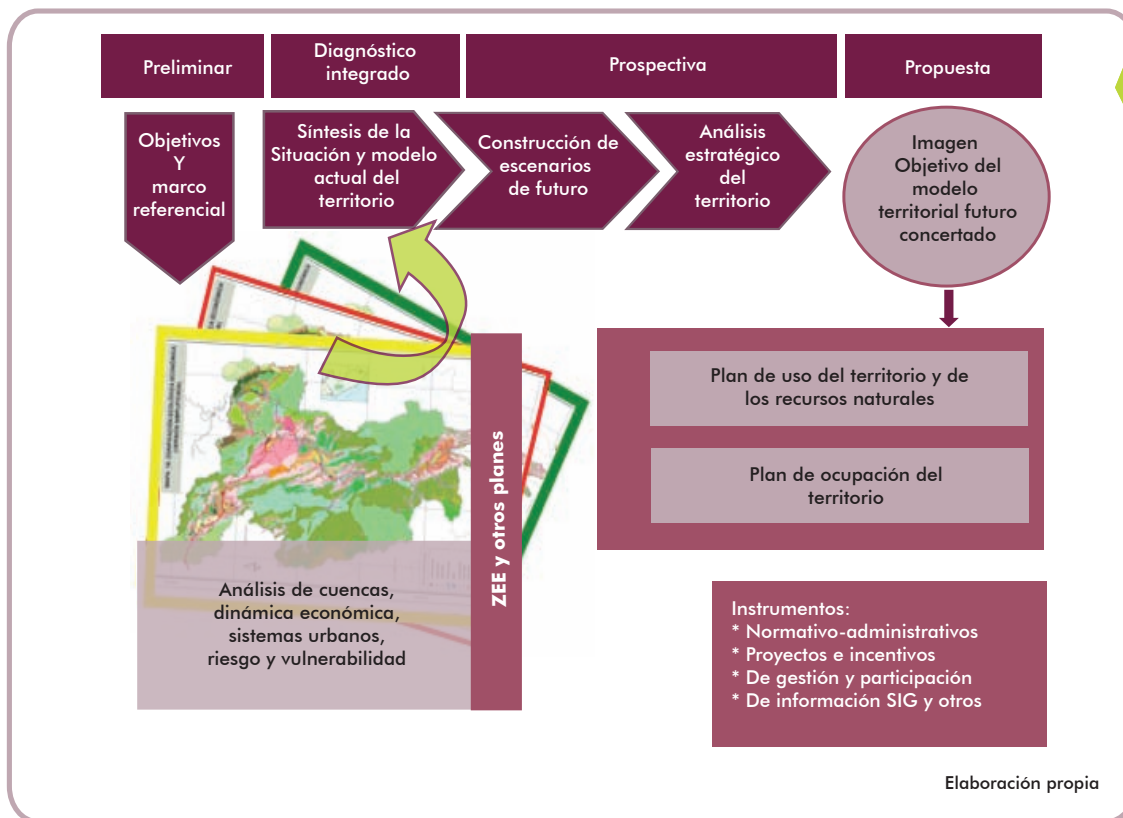 Preliminar
Diagnóstico
integrado
Prospectiva
Propuesta
Objetivos
Y
marco
referencial
Síntesis de la
Situación y modelo
actual del
territorio
Construcción de
escenarios
de futuro
Análisis
estratégico
del
territorio
Imagen
Objetivo del
modelo
territorial futuro
concertado
ZEE y otros planes
Análisis de cuencas,
dinámica económica,
sistemas urbanos,
riesgo y vulnerabilidad
Plan de uso del territorio y de
los recursos naturales
Plan de ocupación del
territorio
Instrumentos:
* Normativo-administrativos
* Proyectos e incentivos
* De gestión y participación
* De información SIG y otros
Elaboración propia